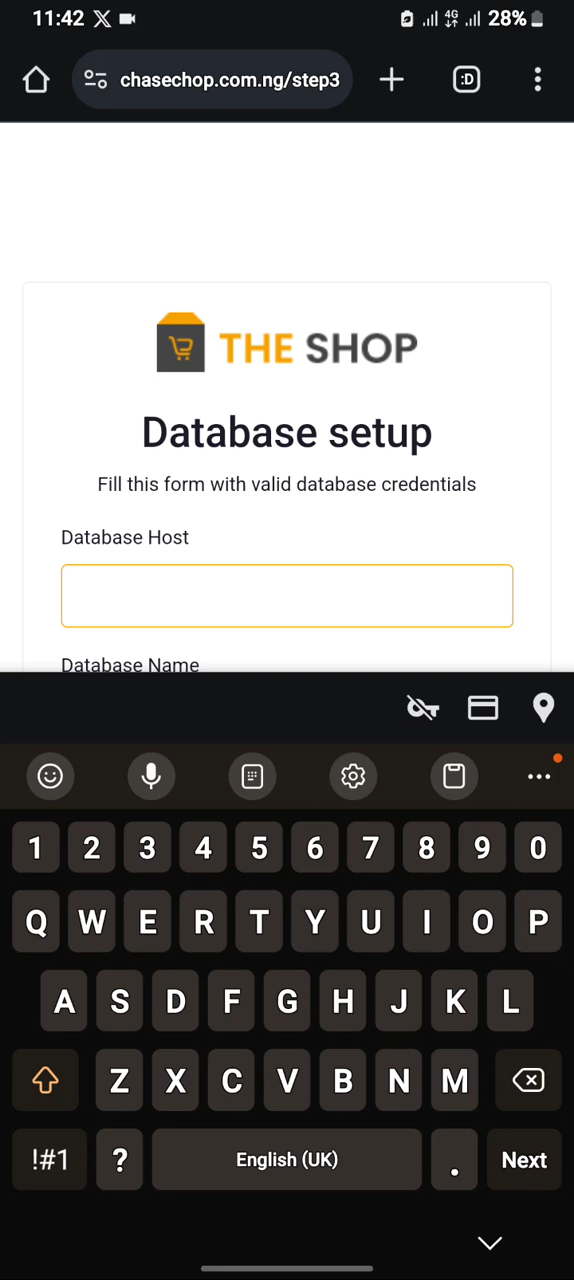 11:42
4G
28%
chasechop.com.ng/step3
:D
THE SHOP
Database setup
Fill this form with valid database credentials
Database Host
Database Name
1 2 3 4 5 6 7 8 9 0
Q W E R T Y U I O P
A S D F G H J K L
Z X C V B N M
!#1 ? English (UK) . Next